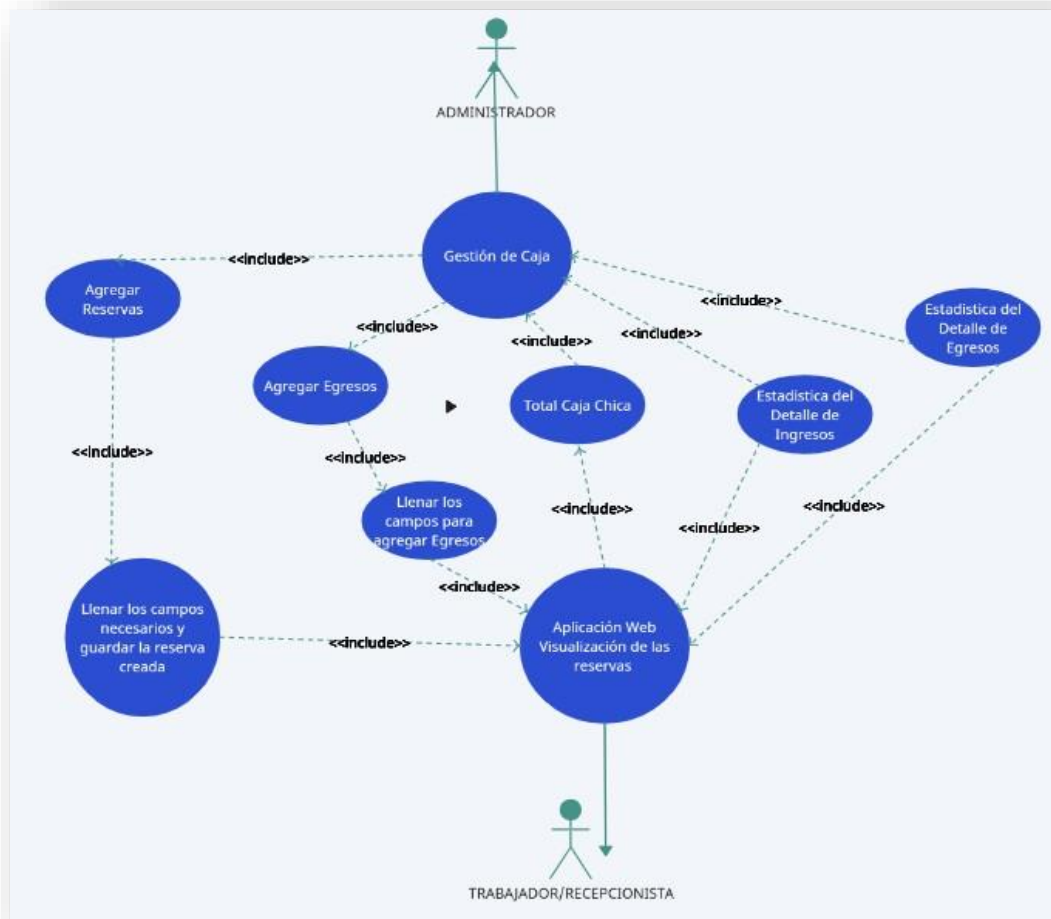 ADMINISTRADOR
Gestión de Caja
<<include>>
Agregar
Reservas
<<include>>
Estadistica del
Detalle de
Egresos
<<include>>
<<include>>
<<include>>
Agregar Egresos
Total Caja Chica
Estadistica del
Detalle de
Ingresos
<<include>>
<<include>>
Llenar los
campos para
agregar Egresos
<<include>>
<<include>>
<<include>>
<<include>>
Llenar los campos
necesarios y
guardar la reserva
creada
<<include>>
Aplicación Web
Visualización de las
reservas
TRABAJADOR/RECEPCIONISTA